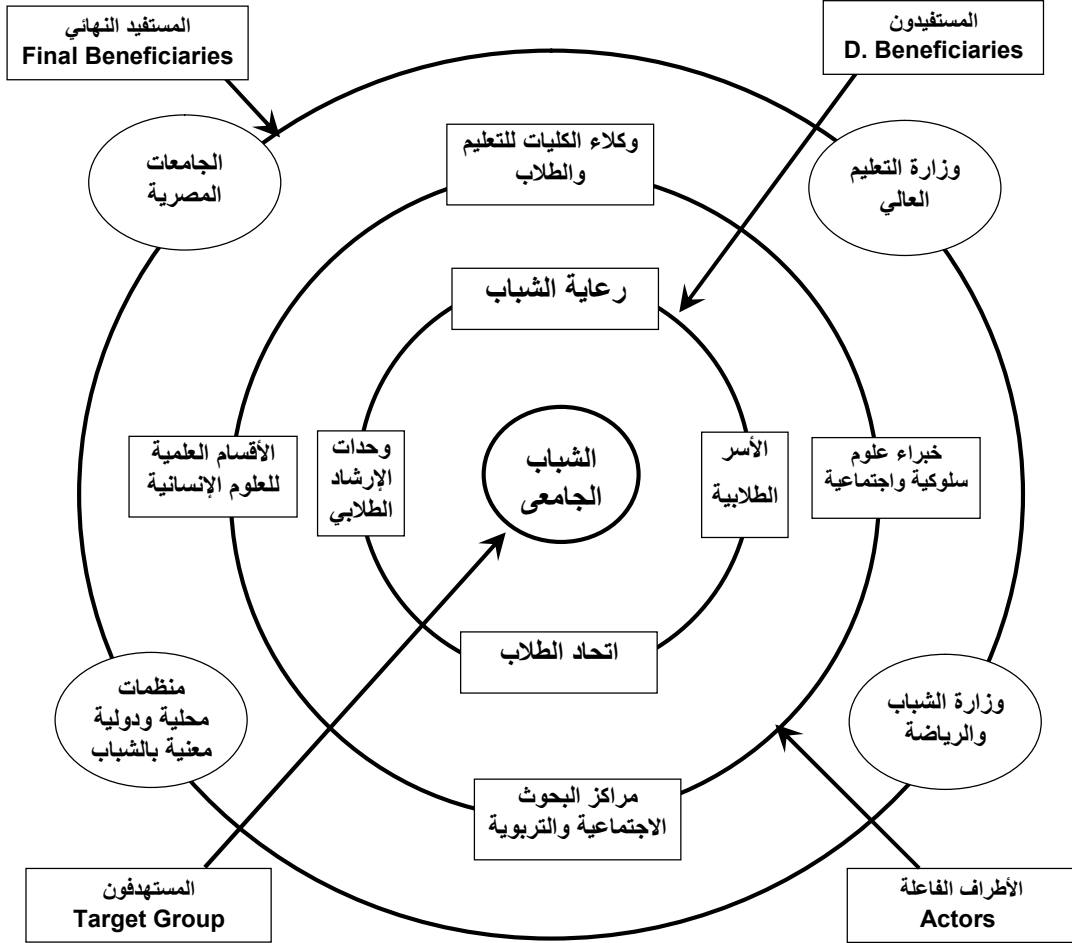 المستفيد النهائي
Final Beneficiaries
المستفيدون
D. Beneficiaries
وكلاء الكليات للتعليم
والطلاب
الجامعات
المصرية
وزارة التعليم
العالي
رعاية الشباب
الأقسام العلمية
للعلوم الإنسانية
وحدات
الإرشاد
الطلابي
الشباب
الجامعى
الأسر
الطلابية
خبراء علوم
سلوكية واجتماعية
اتحاد الطلاب
منظمات
محلية ودولية
معنية بالشباب
وزارة الشباب
والرياضة
مراكز البحوث
الاجتماعية والتربوية
المستهدفون
Target Group
الأطراف الفاعلة
Actors